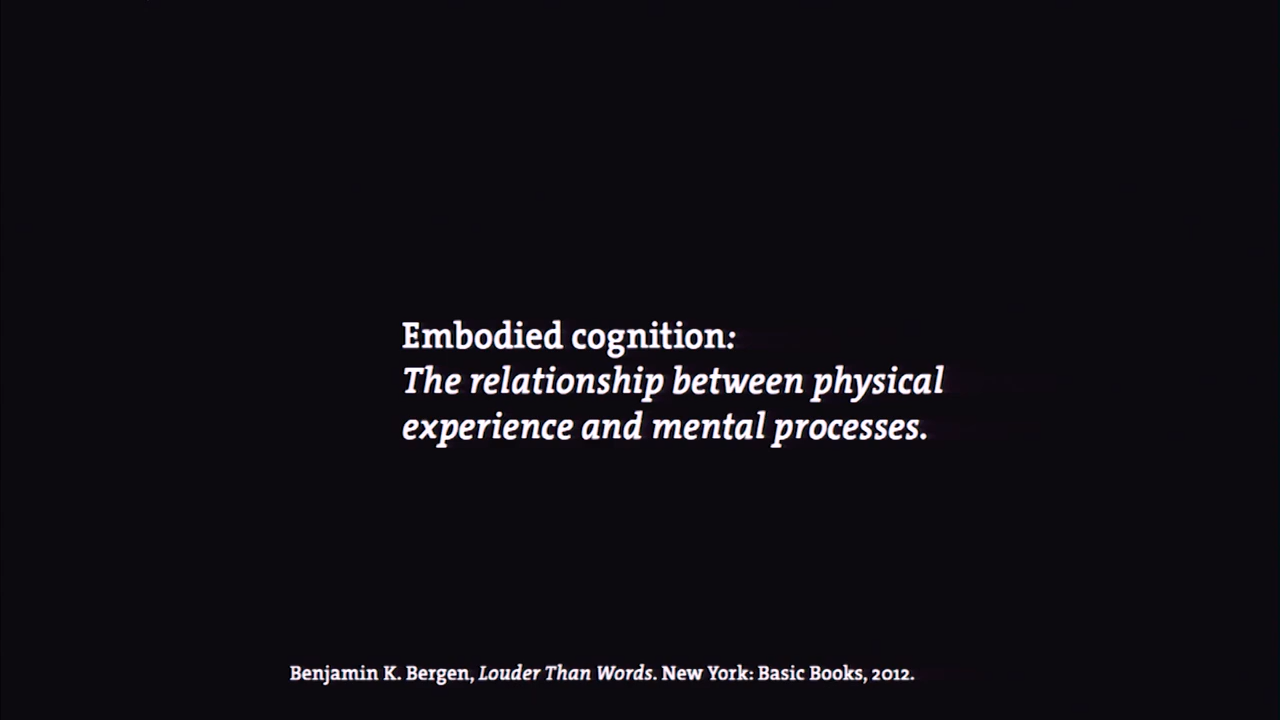 Embodied cognition:
The relationship between physical
experience and mental processes.
Benjamin K. Bergen, Louder Than Words. New York: Basic Books, 2012.